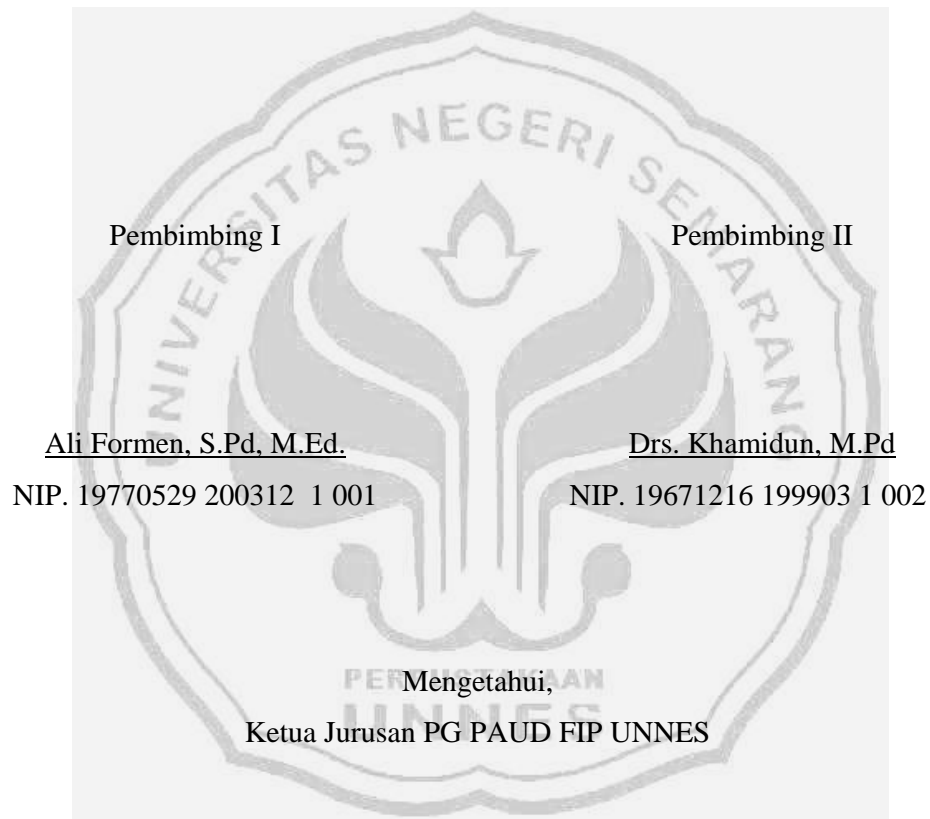 UNIVERSITAS NEGERI SEMARANG
Pembimbing I Pembimbing II
Ali Formen, S.Pd, M.Ed. Drs. Khamidun, M.Pd
NIP. 19770529 200312 1 001 NIP. 19671216 199903 1 002
PERPUSTAKAAN
Mengetahui,
UNNES
Ketua Jurusan PG PAUD FIP UNNES